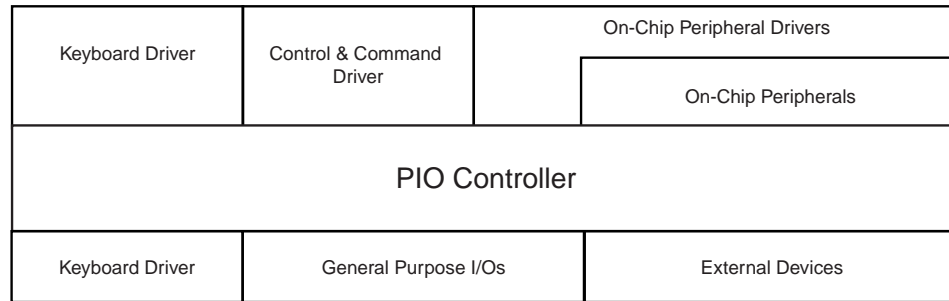 Keyboard Driver
Control & Command
Driver
On-Chip Peripheral Drivers
On-Chip Peripherals
PIO Controller
Keyboard Driver
General Purpose I/Os
External Devices